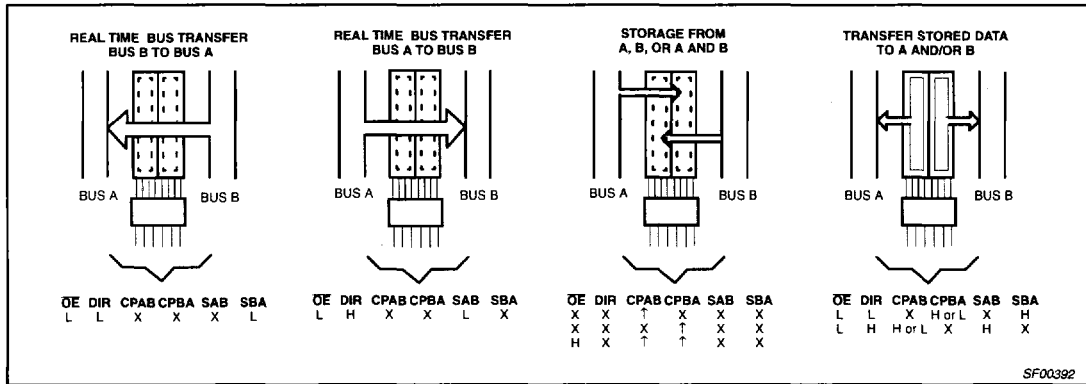 REAL TIME BUS TRANSFER
BUS B TO BUS A
BUS A
BUS B
OE DIR CPAB CPBA SAB SBA
L L X X X L
REAL TIME BUS TRANSFER
BUS A TO BUS B
BUS A
BUS B
OE DIR CPAB CPBA SAB SBA
L H X X L X
STORAGE FROM
A, B, OR A AND B
BUS A
BUS B
OE DIR CPAB CPBA SAB SBA
X X ↑ X X X
X X X ↑ X X
H X ↑ ↑ X X
TRANSFER STORED DATA
TO A AND/OR B
BUS A
BUS B
OE DIR CPAB CPBA SAB SBA
L L X H or L X H
L H H or L X H X
SF00392